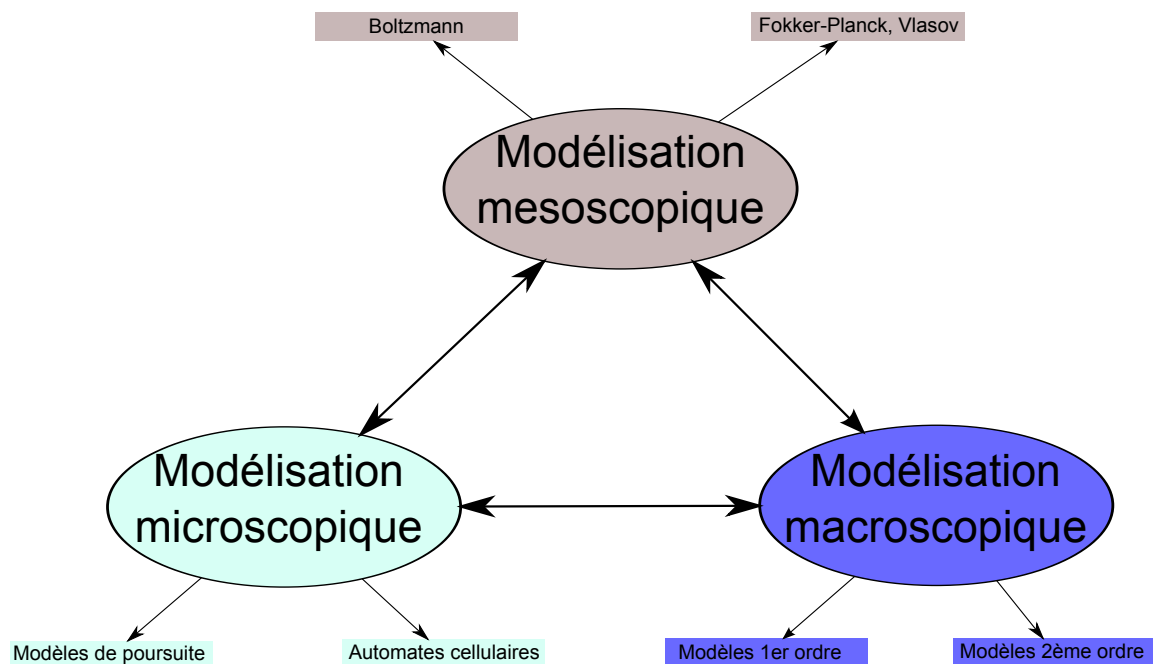 Boltzmann
Fokker-Planck, Vlasov
Modélisation
mesoscopique
Modélisation
microscopique
Modélisation
macroscopique
Modèles de poursuite
Automates cellulaires
Modèles 1er ordre
Modèles 2ème ordre